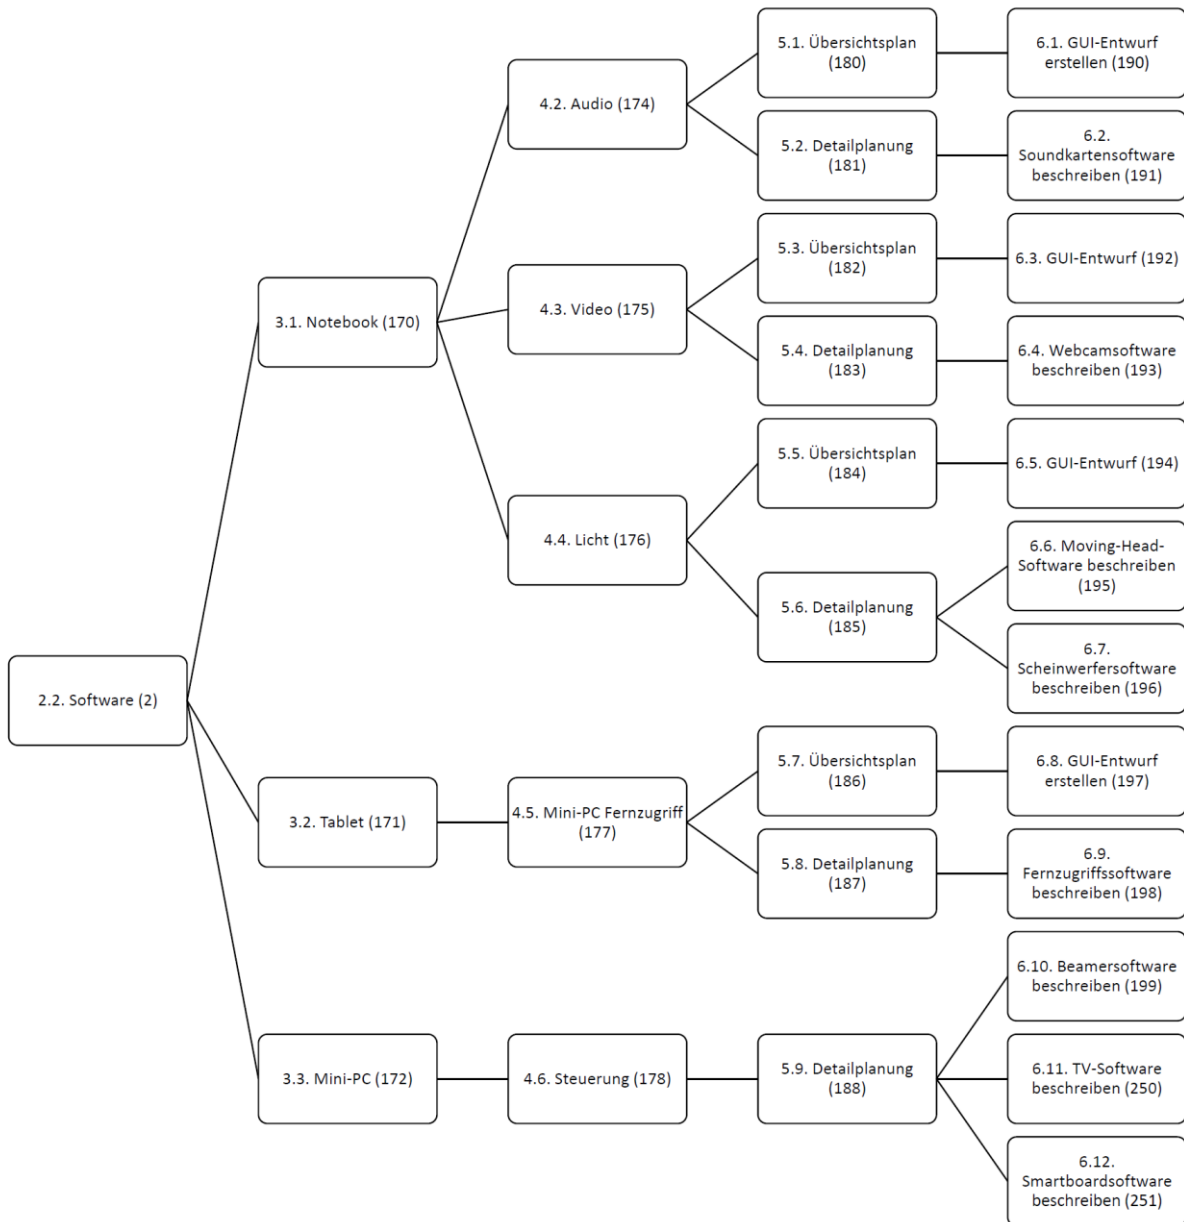 5.1. Übersichtsplan
(180)
6.1. GUI-Entwurf
erstellen (190)
4.2. Audio (174)
5.2. Detailplanung
(181)
6.2.
Soundkartensoftware
beschreiben (191)
5.3. Übersichtsplan
(182)
6.3. GUI-Entwurf (192)
3.1. Notebook (170)
4.3. Video (175)
5.4. Detailplanung
(183)
6.4. Webcamsoftware
beschreiben (193)
5.5. Übersichtsplan
(184)
6.5. GUI-Entwurf (194)
4.4. Licht (176)
6.6. Moving-Head-
Software beschreiben
(195)
5.6. Detailplanung
(185)
6.7.
Scheinwerfersoftware
beschreiben (196)
2.2. Software (2)
5.7. Übersichtsplan
(186)
6.8. GUI-Entwurf
erstellen (197)
3.2. Tablet (171)
4.5. Mini-PC Fernzugriff
(177)
5.8. Detailplanung
(187)
6.9.
Fernzugriffssoftware
beschreiben (198)
6.10. Beamersoftware
beschreiben (199)
3.3. Mini-PC (172)
4.6. Steuerung (178)
5.9. Detailplanung
(188)
6.11. TV-Software
beschreiben (250)
6.12.
Smartboardsoftware
beschreiben (251)